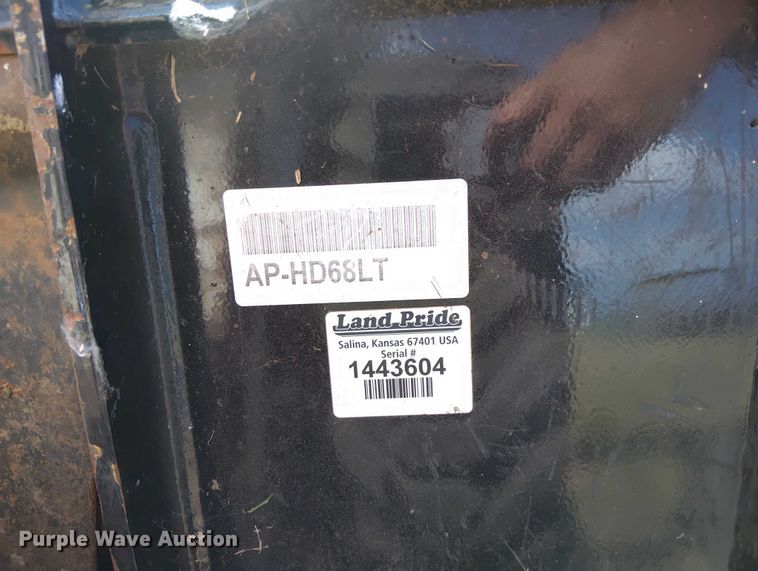 AP-HD68LT
Land Pride
Salina, Kansas 67401 USA
Serial #
1443604
Purple Wave Auction